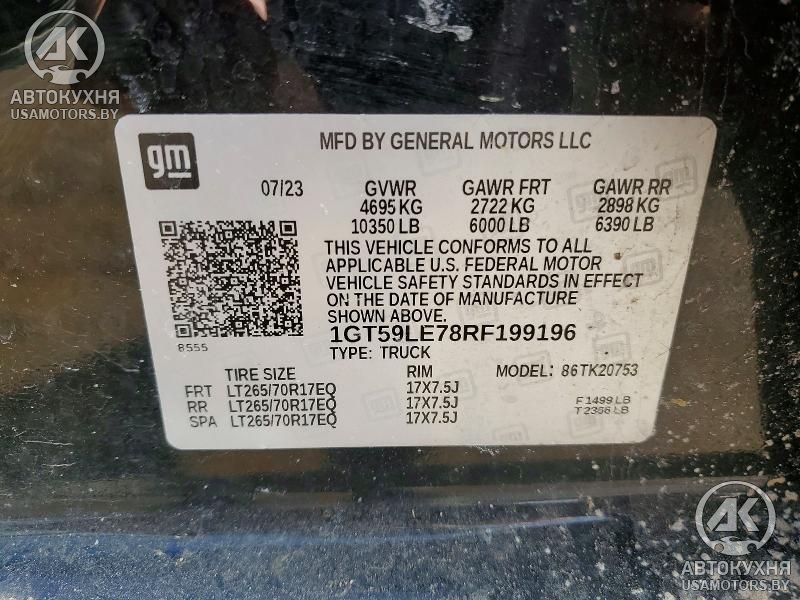 AK
АВТОКУХНЯ
USAMOTORS.BY
gm
MFD BY GENERAL MOTORS LLC
07/23 GVWR GAWR FRT GAWR RR
4695 KG 2722 KG 2898 KG
10350 LB 6000 LB 6390 LB
THIS VEHICLE CONFORMS TO ALL
APPLICABLE U.S. FEDERAL MOTOR
VEHICLE SAFETY STANDARDS IN EFFECT
ON THE DATE OF MANUFACTURE
SHOWN ABOVE.
8555
1GT59LE78RF199196
TYPE: TRUCK MODEL: 86TK20753
TIRE SIZE RIM
FRT LT265/70R17EQ 17X7.5J
RR LT265/70R17EQ 17X7.5J F1499 LB
SPA LT265/70R17EQ 17X7.5J T2358 LB
AK
АВТОКУХНЯ
USAMOTORS.BY